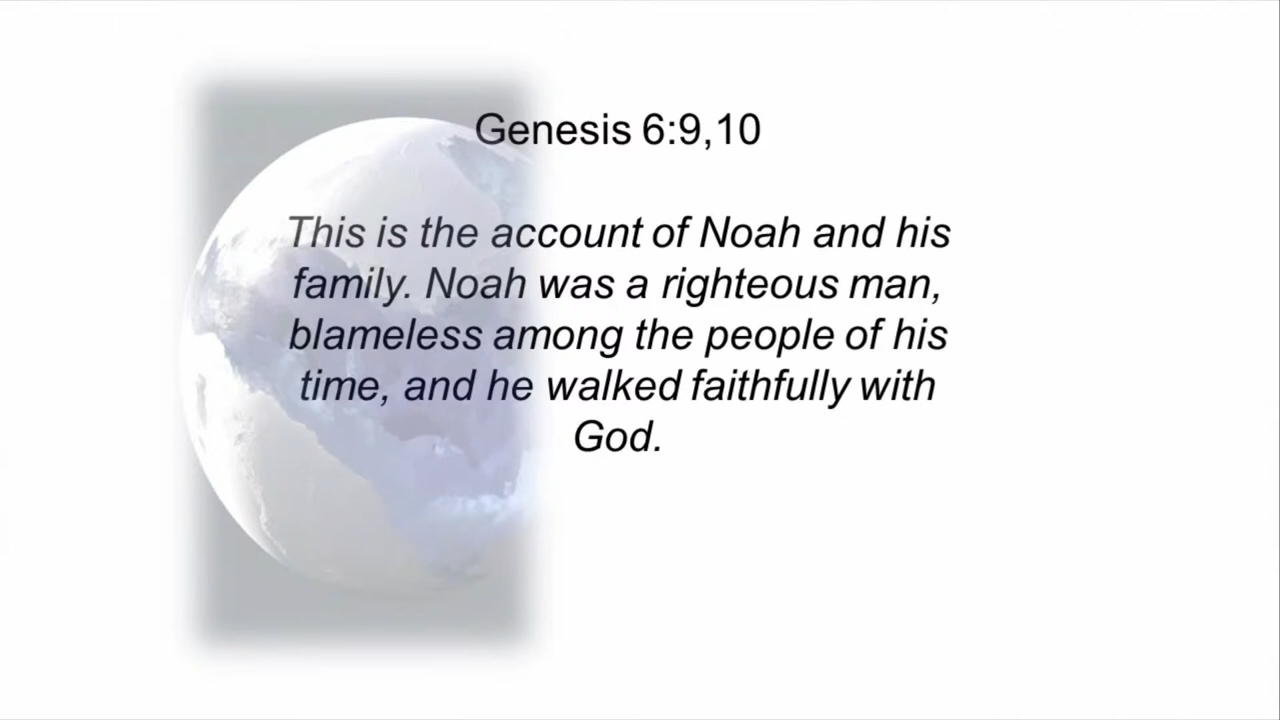 Genesis 6:9,10
This is the account of Noah and his
family. Noah was a righteous man,
blameless among the people of his
time, and he walked faithfully with
God.